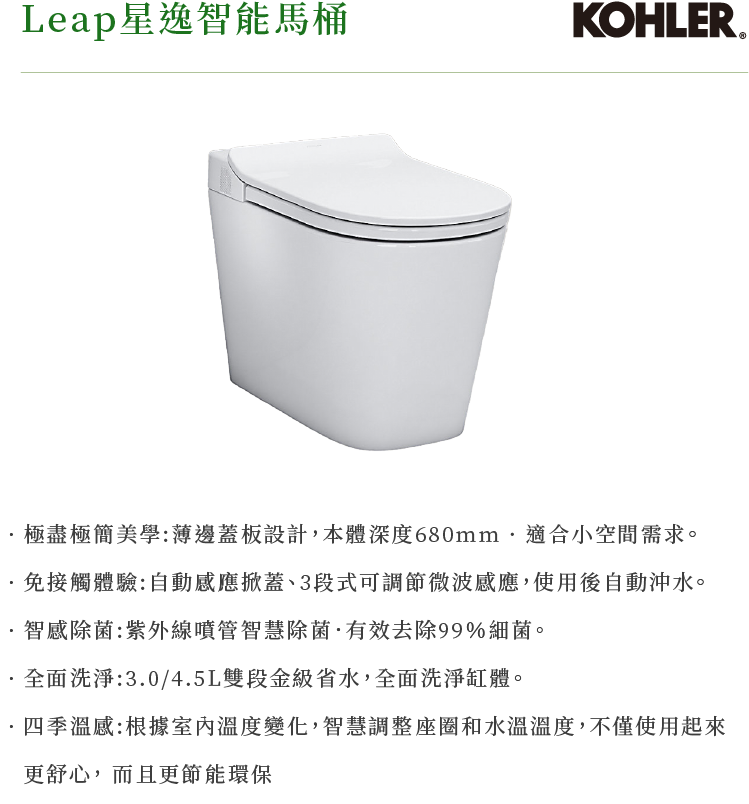 Leap星逸智能馬桶
KOHLER®
· 極盡極簡美學:薄邊蓋板設計，本體深度680mm · 適合小空間需求。
· 免接觸體驗:自動感應掀蓋、3段式可調節微波感應，使用後自動沖水。
· 智感除菌:紫外線噴管智慧除菌·有效去除99%細菌。
· 全面洗淨:3.0/4.5L雙段金級省水，全面洗淨缸體。
· 四季溫感:根據室內溫度變化，智慧調整座圈和水溫溫度，不僅使用起來
更舒心， 而且更節能環保